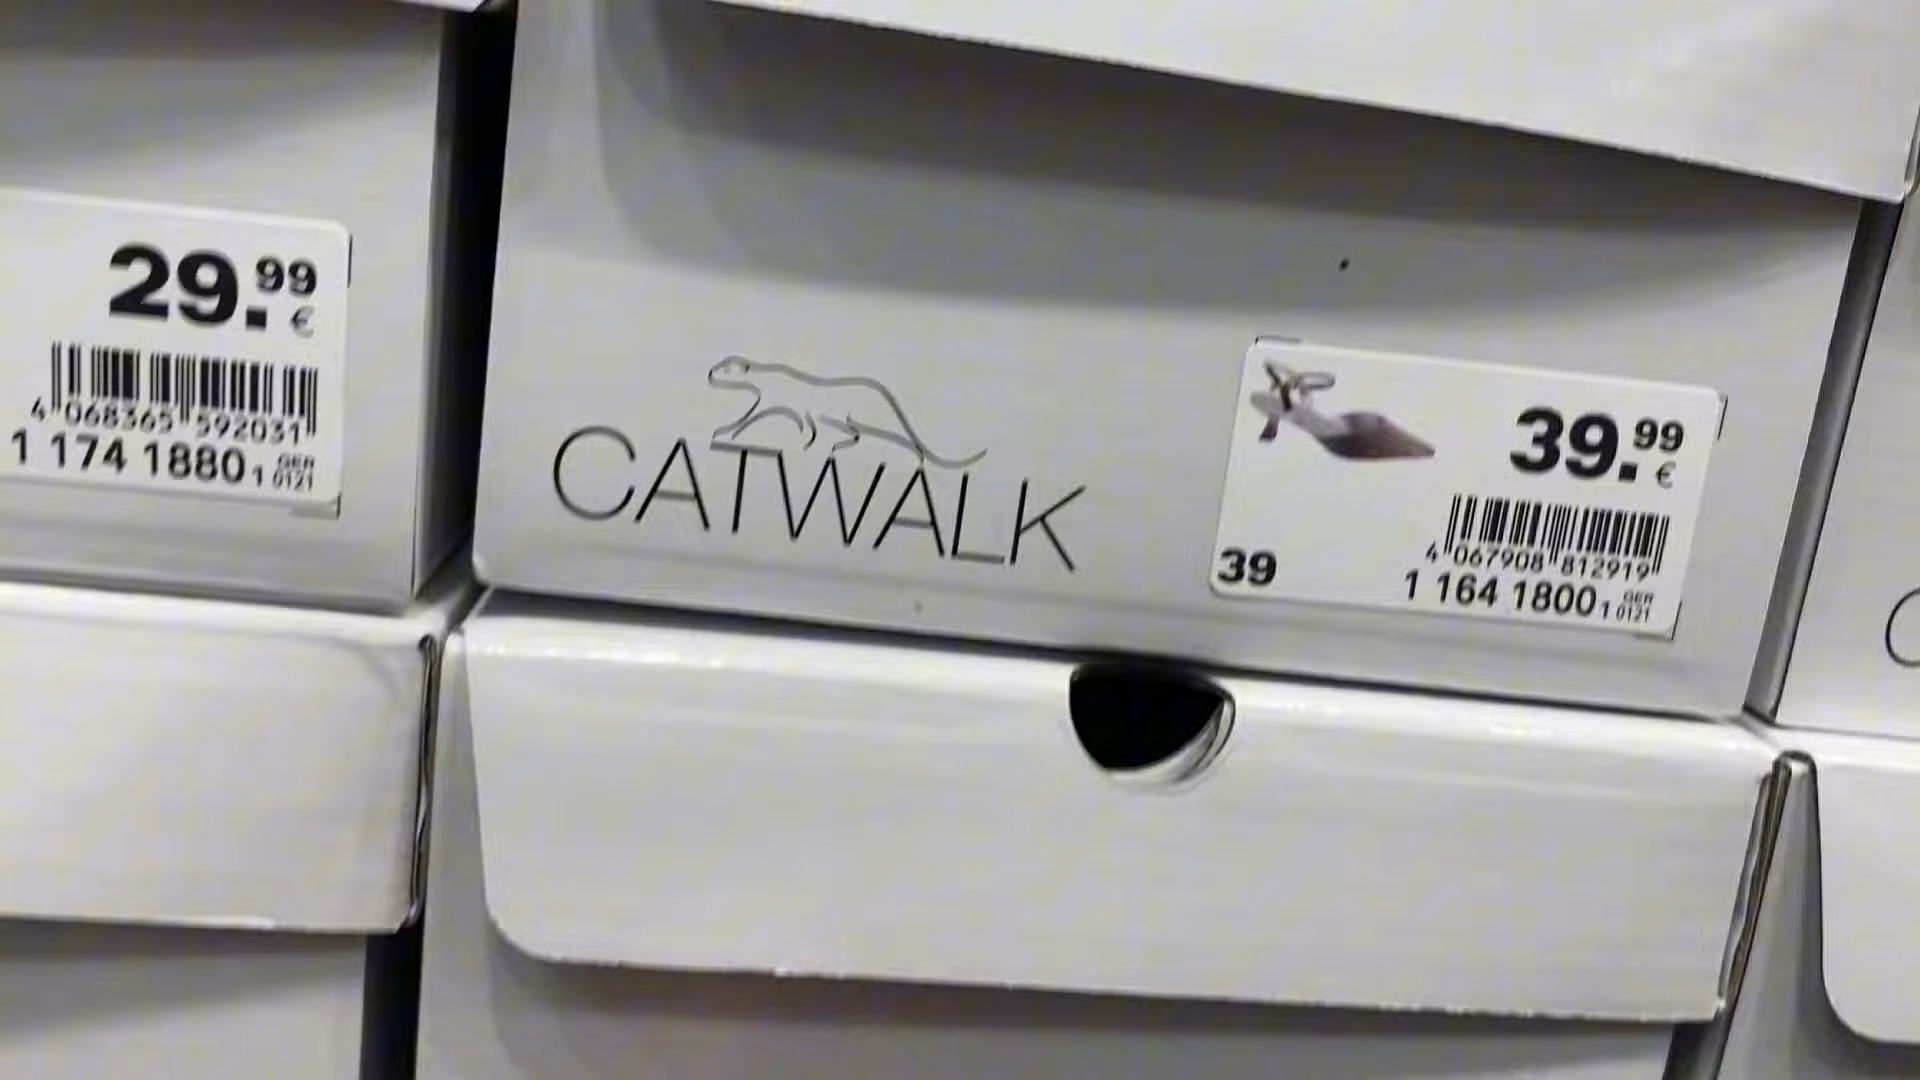 29.99
€
4 068365 592031
1 174 1880 1 GER 0121
CATWALK
39.99
€
39
4 067908 812919
1 164 1800 1 GER 0121